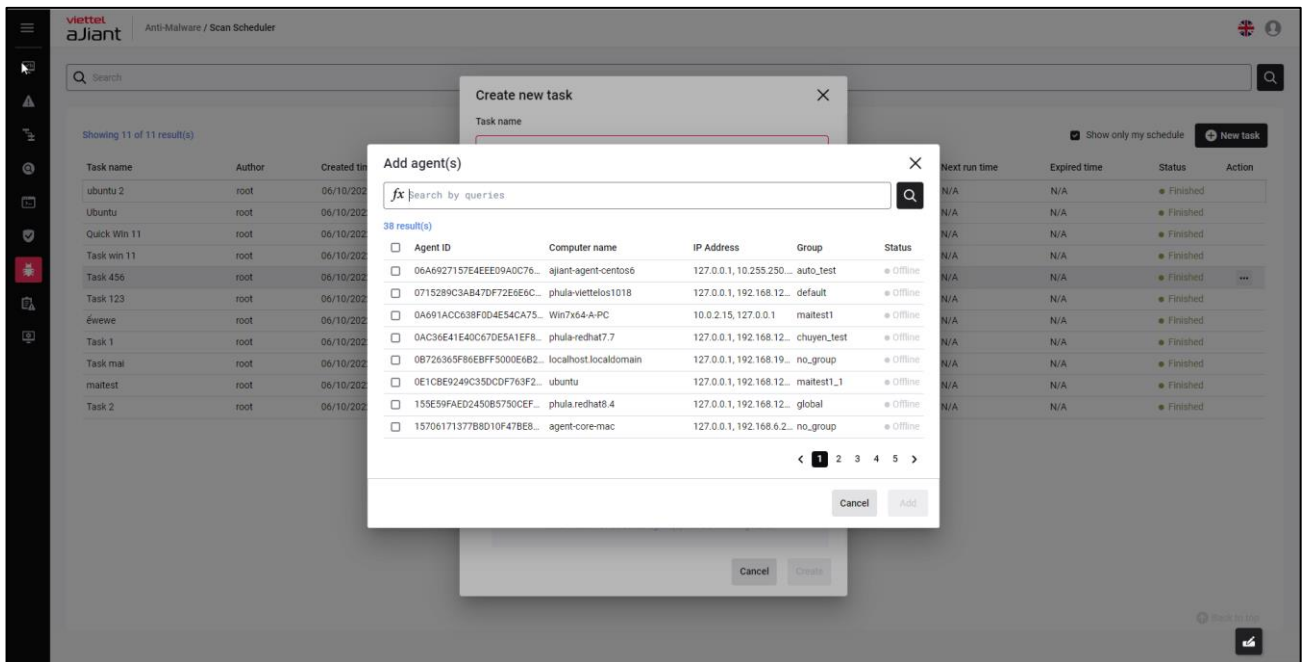 viettel
aJiant
Anti-Malware / Scan Scheduler
Search
Create new task
Task name
Showing 11 of 11 result(s)
Show only my schedule
New task
Task name Author Created tim Next run time Expired time Status Action
ubuntu 2 root 06/10/202 N/A N/A Finished
Ubuntu root 06/10/202 N/A N/A Finished
Quick Win 11 root 06/10/202 N/A N/A Finished
Task win 11 root 06/10/202 N/A N/A Finished
Task 456 root 06/10/202 N/A N/A Finished ...
Task 123 root 06/10/202 N/A N/A Finished
éwewe root 06/10/202 N/A N/A Finished
Task 1 root 06/10/202 N/A N/A Finished
Task mai root 06/10/202 N/A N/A Finished
maitest root 06/10/202 N/A N/A Finished
Task 2 root 06/10/202 N/A N/A Finished
Add agent(s)
fx Search by queries
38 result(s)
Agent ID Computer name IP Address Group Status
06A6927157E4EEE09A0C76... ajiant-agent-centos6 127.0.0.1, 10.255.250.... auto_test Offline
0715289C3AB47DF72E6E6C... phula-viettelos1018 127.0.0.1, 192.168.12... default Offline
0A691ACC638F0D4E54CA75... Win7x64-A-PC 10.0.2.15, 127.0.0.1 maitest1 Offline
0AC36E41E40C67DE5A1EF8... phula-redhat7.7 127.0.0.1, 192.168.12... chuyen_test Offline
0B726365F86EBFF5000E6B2... localhost.localdomain 127.0.0.1, 192.168.19... no_group Offline
0E1CBE9249C35DCDF763F2... ubuntu 127.0.0.1, 192.168.12... maitest1_1 Offline
155E59FAED2450B5750CEF... phula.redhat8.4 127.0.0.1, 192.168.12... global Offline
15706171377B8D10F47BE8... agent-core-mac 127.0.0.1, 192.168.6.2... no_group Offline
1 2 3 4 5
Cancel Add
Cancel Create
Back to top